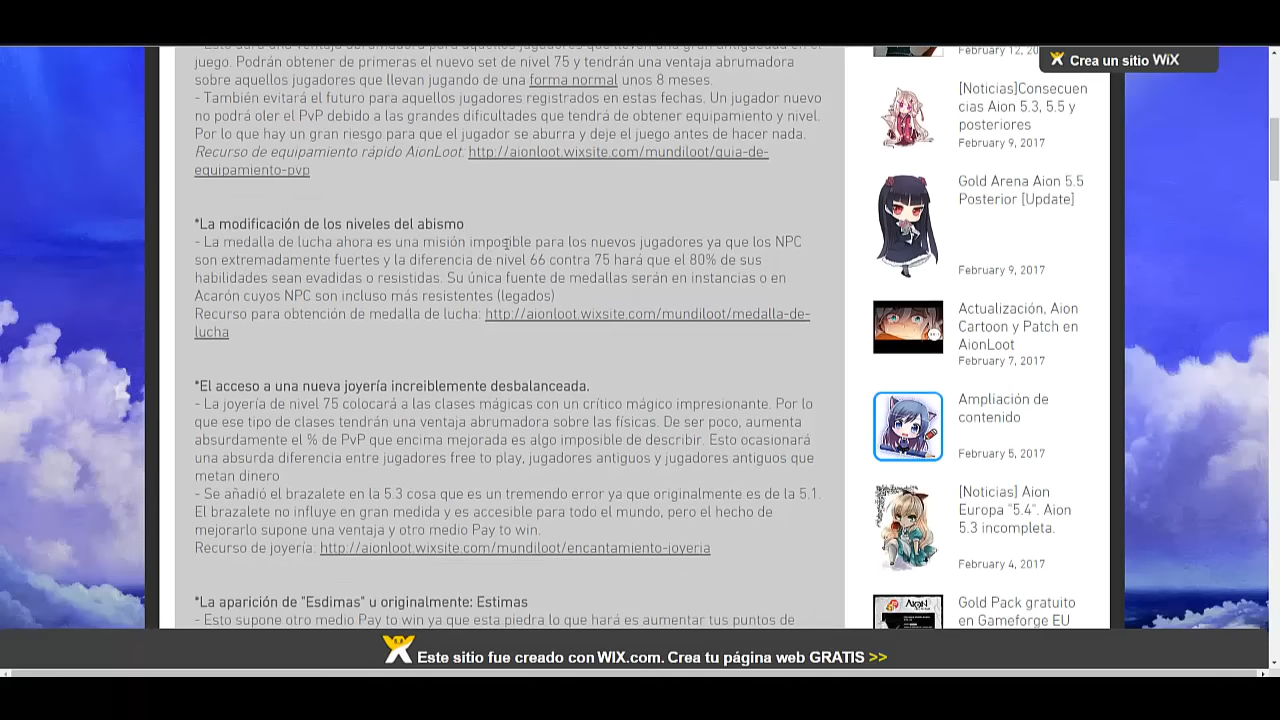 - Esto dará una ventaja abrumadora para aquellos jugadores que lleven una gran antigüedad en el
juego. Podrán obtener de primeras el nuevo set de nivel 75 y tendrán una ventaja abrumadora
sobre aquellos jugadores que llevan jugando de una forma normal unos 8 meses.
- También evitará el futuro para aquellos jugadores registrados en estas fechas. Un jugador nuevo
no podrá oler el PvP debido a las grandes dificultades que tendrá de obtener equipamiento y nivel.
Por lo que hay un gran riesgo para que el jugador se aburra y deje el juego antes de hacer nada.
Recurso de equipamiento rápido AionLoot: http://aionloot.wixsite.com/mundiloot/guia-de-
equipamiento-pvp
*La modificación de los niveles del abismo
- La medalla de lucha ahora es una misión imposible para los nuevos jugadores ya que los NPC
son extremadamente fuertes y la diferencia de nivel 66 contra 75 hará que el 80% de sus
habilidades sean evadidas o resistidas. Su única fuente de medallas serán en instancias o en
Acarón cuyos NPC son incluso más resistentes (legados)
Recurso para obtención de medalla de lucha: http://aionloot.wixsite.com/mundiloot/medalla-de-
lucha
*El acceso a una nueva joyería increiblemente desbalanceada.
- La joyería de nivel 75 colocará a las clases mágicas con un crítico mágico impresionante. Por lo
que ese tipo de clases tendrán una ventaja abrumadora sobre las físicas. De ser poco, aumenta
absurdamente el % de PvP que encima mejorada es algo imposible de describir. Esto ocasionará
una absurda diferencia entre jugadores free to play, jugadores antiguos y jugadores antiguos que
metan dinero
- Se añadió el brazalete en la 5.3 cosa que es un tremendo error ya que originalmente es de la 5.1.
El brazalete no influye en gran medida y es accesible para todo el mundo, pero el hecho de
mejorarlo supone una ventaja y otro medio Pay to win.
Recurso de joyería: http://aionloot.wixsite.com/mundiloot/encantamiento-joyeria
*La aparición de "Esdimas" u originalmente: Estimas
- Esto supone otro medio Pay to win ya que esta piedra lo que hará es aumentar tus puntos de
February 12, 20
Crea un sitio WiX
[Noticias]Consecuen
cias Aion 5.3, 5.5 y
posteriores
February 9, 2017
Gold Arena Aion 5.5
Posterior [Update]
February 9, 2017
Actualización, Aion
Cartoon y Patch en
AionLoot
February 7, 2017
Ampliación de
contenido
February 5, 2017
[Noticias] Aion
Europa "5.4". Aion
5.3 incompleta.
February 4, 2017
AION
Gold Pack gratuito
en Gameforge EU
Este sitio fue creado con WIX.com. Crea tu página web GRATIS >>